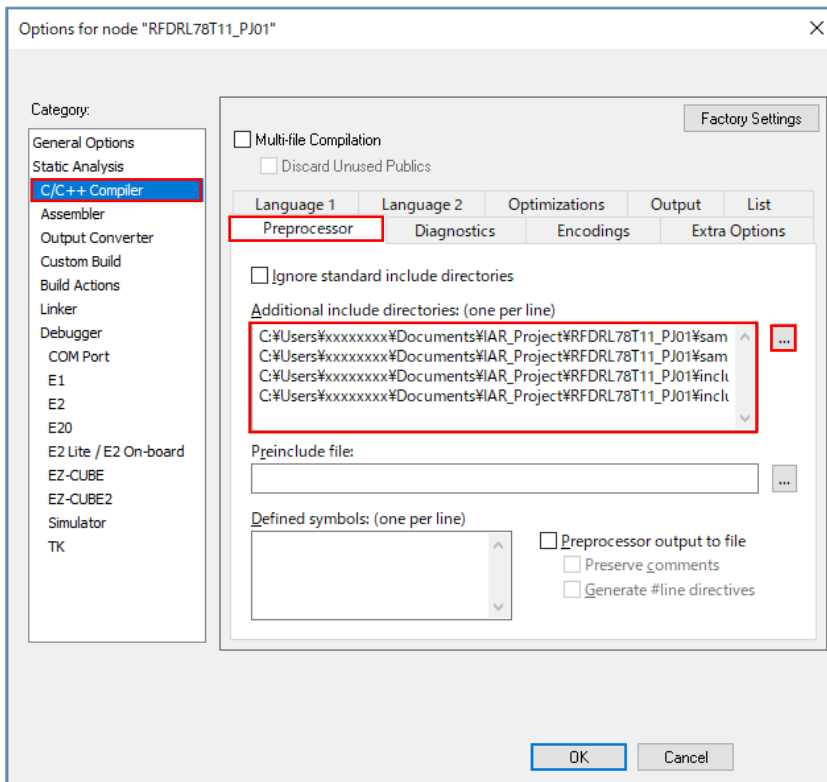 Options for node "RFDRL78T11_PJ01"
Category:
General Options
Static Analysis
C/C++ Compiler
Assembler
Output Converter
Custom Build
Build Actions
Linker
Debugger
COM Port
E1
E2
E20
E2 Lite / E2 On-board
EZ-CUBE
EZ-CUBE2
Simulator
TK
Factory Settings
Multi-file Compilation
Discard Unused Publics
Language 1 Language 2 Optimizations Output List
Preprocessor Diagnostics Encodings Extra Options
Ignore standard include directories
Additional include directories: (one per line)
C:¥Users¥xxxxxxxx¥Documents¥IAR_Project¥RFDRL78T11_PJ01¥sam
C:¥Users¥xxxxxxxx¥Documents¥IAR_Project¥RFDRL78T11_PJ01¥sam
C:¥Users¥xxxxxxxx¥Documents¥IAR_Project¥RFDRL78T11_PJ01¥inclu
C:¥Users¥xxxxxxxx¥Documents¥IAR_Project¥RFDRL78T11_PJ01¥inclu
...
Preinclude file:
...
Defined symbols: (one per line)
Preprocessor output to file
Preserve comments
Generate #line directives
OK Cancel